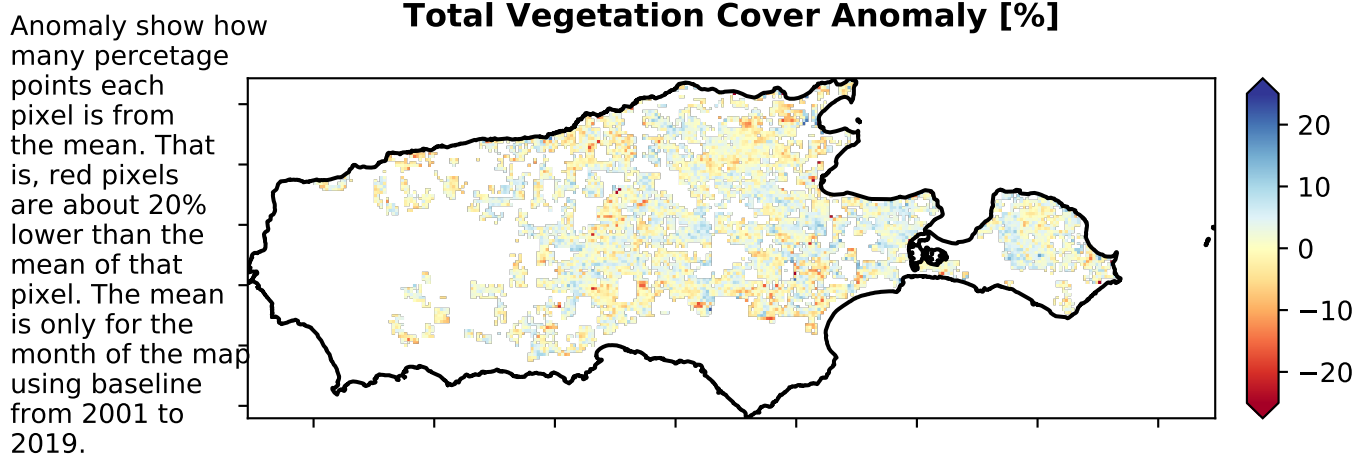 Total Vegetation Cover Anomaly [%]
Anomaly show how
many percetage
points each
pixel is from
the mean. That
is, red pixels
are about 20%
lower than the
mean of that
pixel. The mean
is only for the
month of the map
using baseline
from 2001 to
2019.
20
10
0
−10
−20